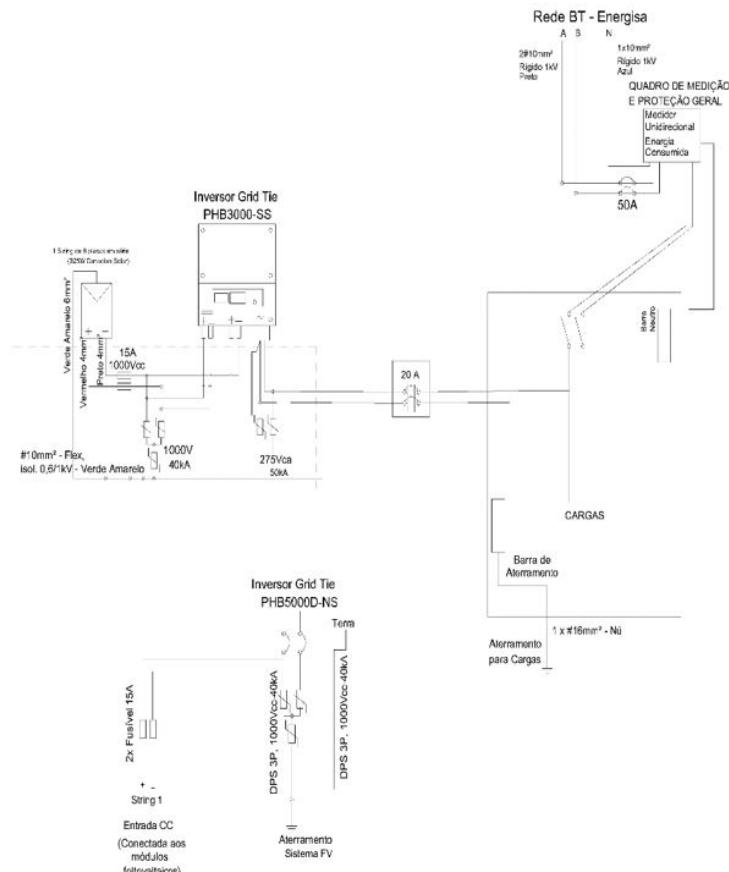 Rede BT - Energisa
A B N
2#10mm²
Rígido 1kV
Preto
1x10mm²
Rígido 1kV
Azul
QUADRO DE MEDIÇÃO
E PROTEÇÃO GERAL
Medidor
Unidirecional
Energia
Consumida
50A
Inversor Grid Tie
PHB3000-SS
Verde Amarelo 6mm²
Vermelho 4mm²
Preto 4mm²
+ -
15A
1000Vcc
+ -
#10mm² - Flex,
isol. 0,6/1kV - Verde Amarelo
1000V
40kA
275Vca
50kA
20 A
Barra
Neutro
CARGAS
Barra de
Aterramento
1 x #16mm² - Nú
Aterramento
para Cargas
Inversor Grid Tie
PHB5000D-NS
Terra
2x Fusível 15A
DPS 3P, 1000Vcc 40kA
DPS 3P, 1000Vcc 40kA
+ -
String 1
Entrada CC
(Conectada aos
módulos
fotovoltaicos)
Aterramento
Sistema FV